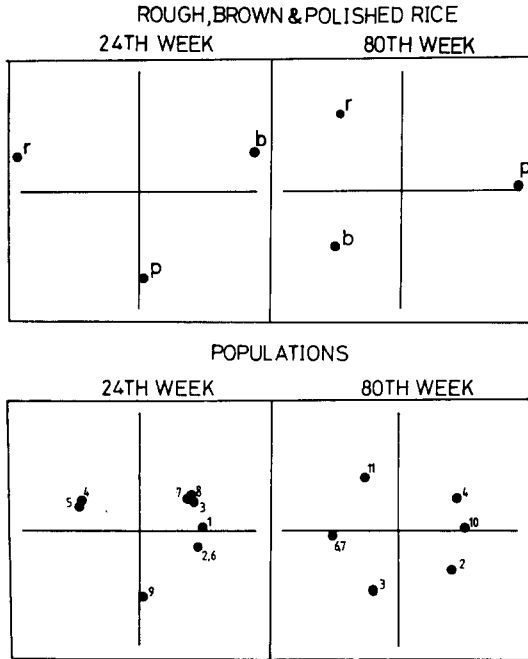 ROUGH,BROWN & POLISHED RICE
24TH WEEK 80TH WEEK
r b p
r p b
POPULATIONS
24TH WEEK 80TH WEEK
4 5 7 8 3 1 2,6 9
11 4 10 6,7 2 3